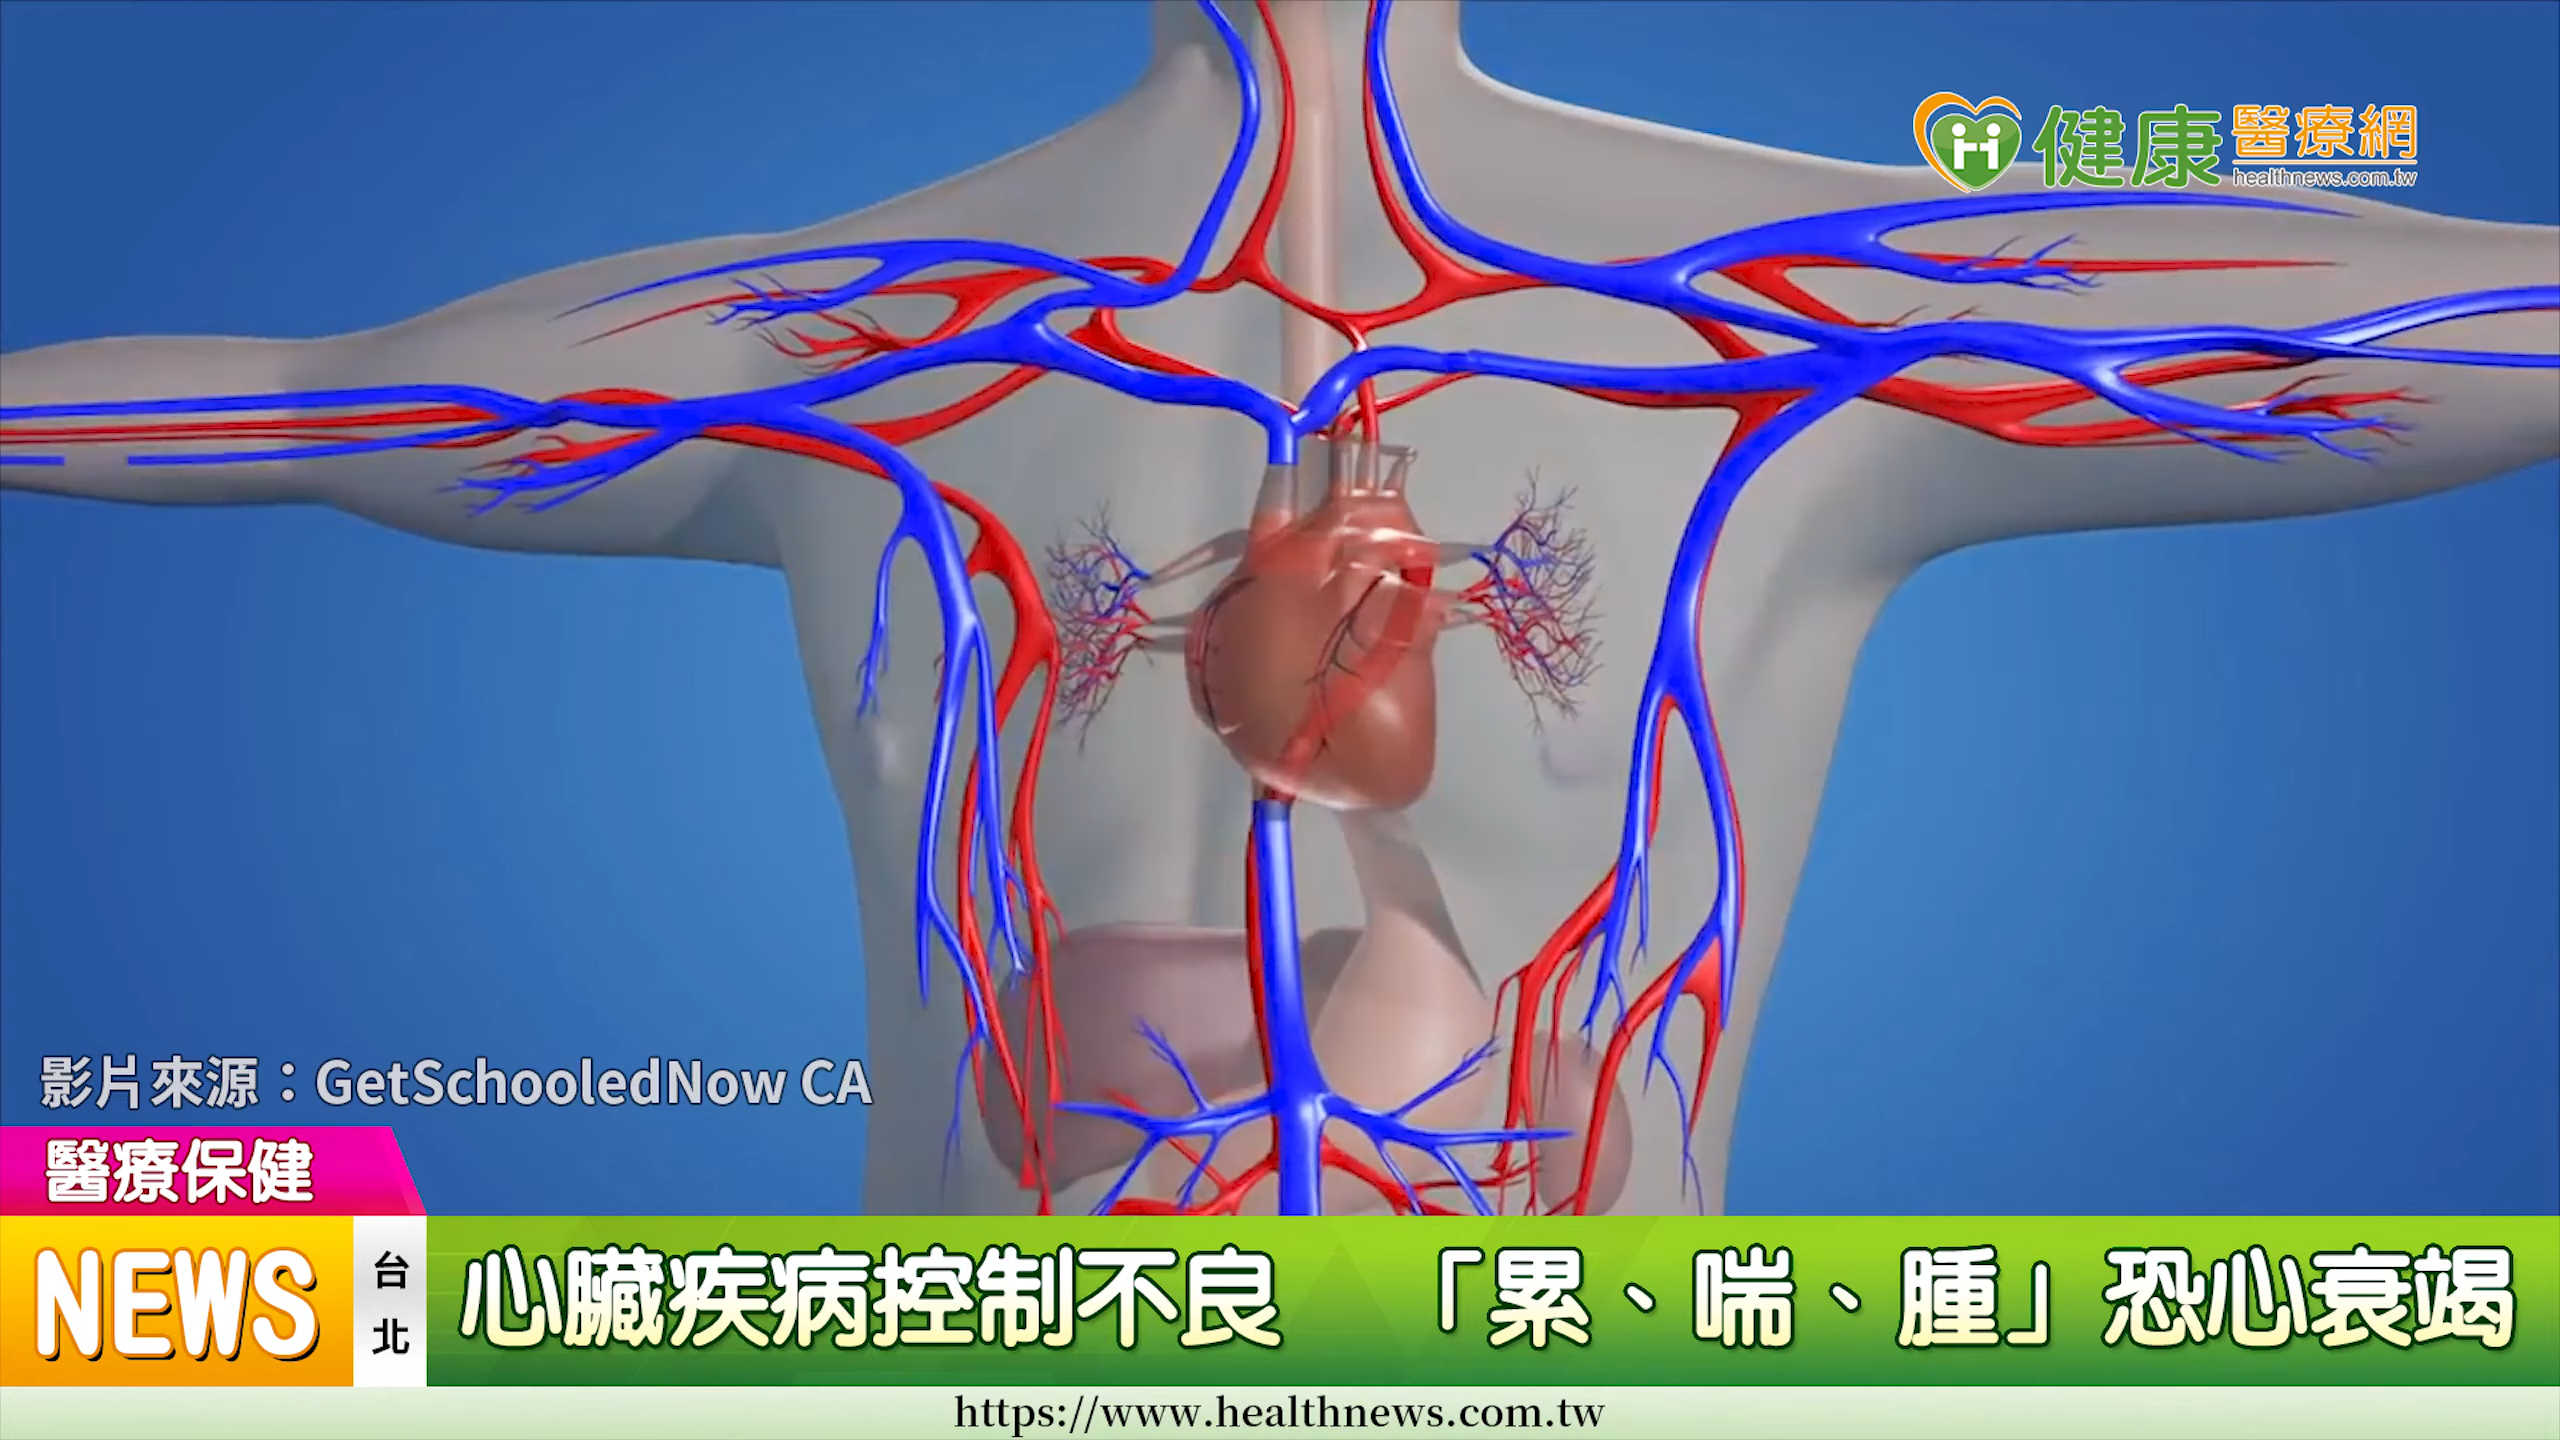 健康醫療網
healthnews.com.tw
影片來源：GetSchooledNow CA
醫療保健
NEWS
台北
心臟疾病控制不良　「累、喘、腫」恐心衰竭
https://www.healthnews.com.tw